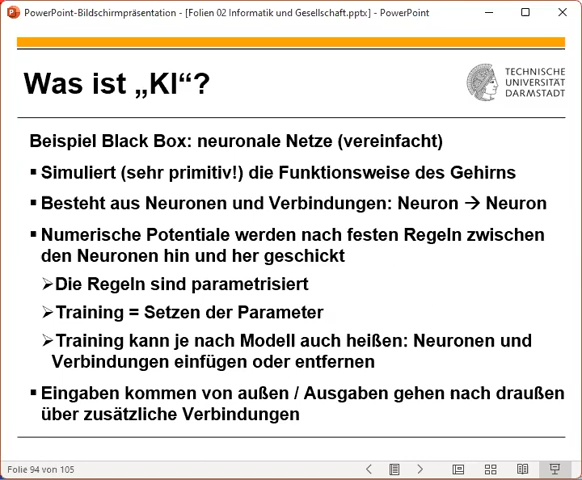 PowerPoint-Bildschirmpräsentation - [Folien 02 Informatik und Gesellschaft.pptx] - PowerPoint
Was ist „KI“?
TECHNISCHE
UNIVERSITÄT
DARMSTADT
Beispiel Black Box: neuronale Netze (vereinfacht)
▪ Simuliert (sehr primitiv!) die Funktionsweise des Gehirns
▪ Besteht aus Neuronen und Verbindungen: Neuron → Neuron
▪ Numerische Potentiale werden nach festen Regeln zwischen
den Neuronen hin und her geschickt
➢Die Regeln sind parametrisiert
➢Training = Setzen der Parameter
➢Training kann je nach Modell auch heißen: Neuronen und
Verbindungen einfügen oder entfernen
▪ Eingaben kommen von außen / Ausgaben gehen nach draußen
über zusätzliche Verbindungen
Folie 94 von 105